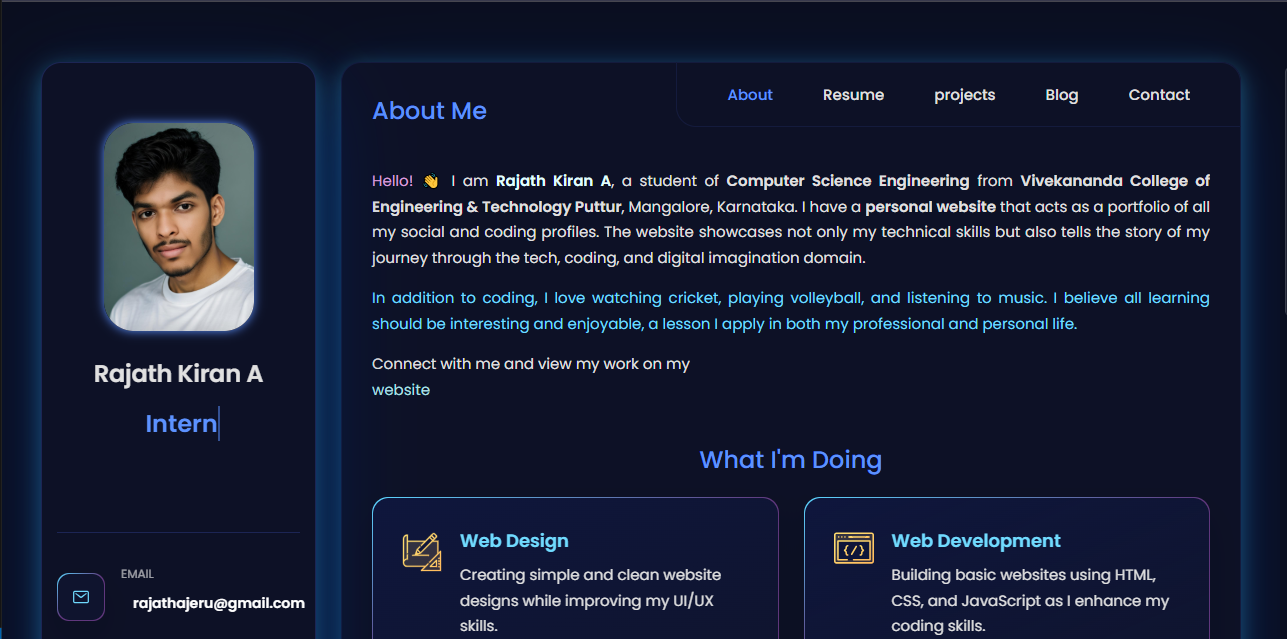 Rajath Kiran A
Intern
EMAIL
rajathajeru@gmail.com
About
Resume
projects
Blog
Contact
About Me
Hello! 👋 I am Rajath Kiran A, a student of Computer Science Engineering from Vivekananda College of
Engineering & Technology Puttur, Mangalore, Karnataka. I have a personal website that acts as a portfolio of all
my social and coding profiles. The website showcases not only my technical skills but also tells the story of my
journey through the tech, coding, and digital imagination domain.
In addition to coding, I love watching cricket, playing volleyball, and listening to music. I believe all learning
should be interesting and enjoyable, a lesson I apply in both my professional and personal life.
Connect with me and view my work on my
website
What I'm Doing
Web Design
Creating simple and clean website
designs while improving my UI/UX
skills.
Web Development
Building basic websites using HTML,
CSS, and JavaScript as I enhance my
coding skills.